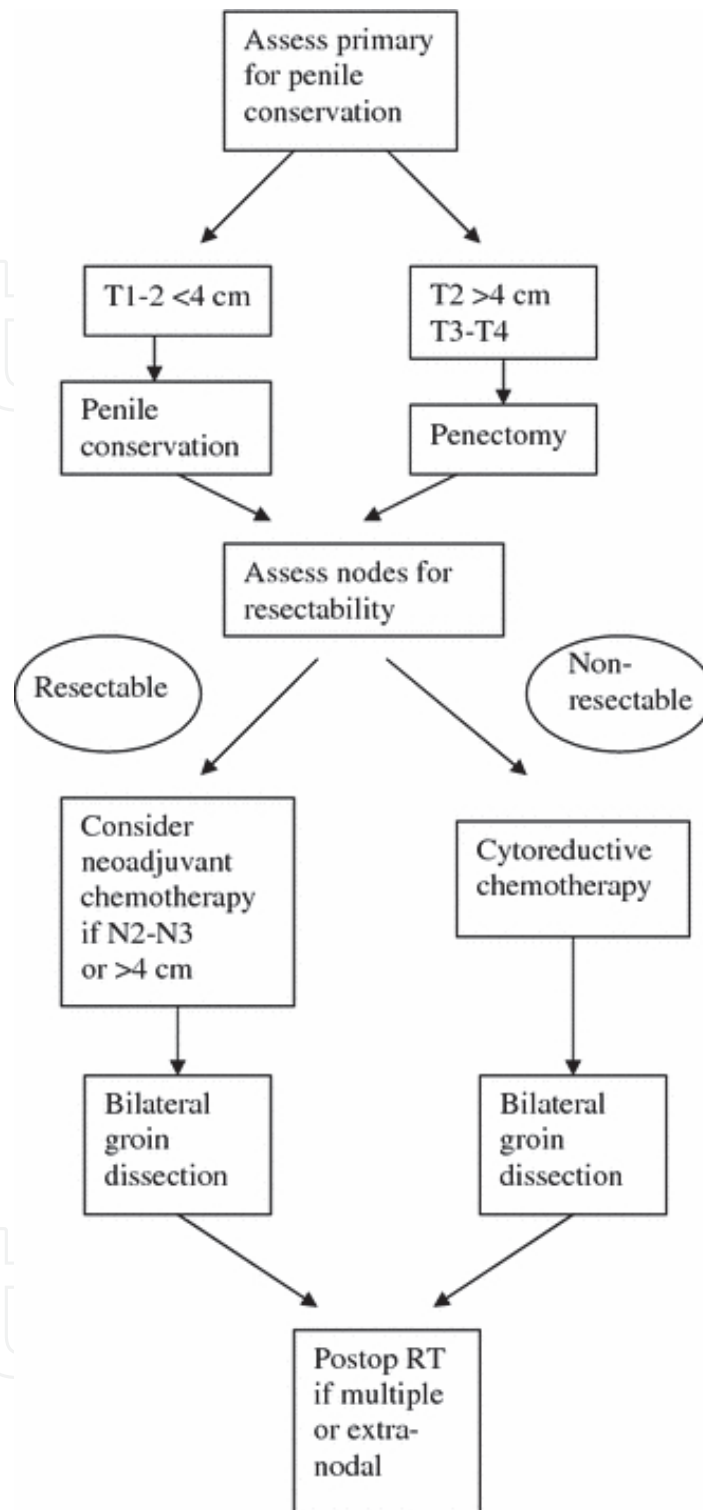 Assess primary
for penile
conservation
T1-2 <4 cm
T2 >4 cm
T3-T4
Penile
conservation
Penectomy
Assess nodes for
resectability
Resectable
Non-
resectable
Consider
neoadjuvant
chemotherapy
if N2-N3
or >4 cm
Cytoreductive
chemotherapy
Bilateral
groin
dissection
Bilateral
groin
dissection
Postop RT
if multiple
or extra-
nodal